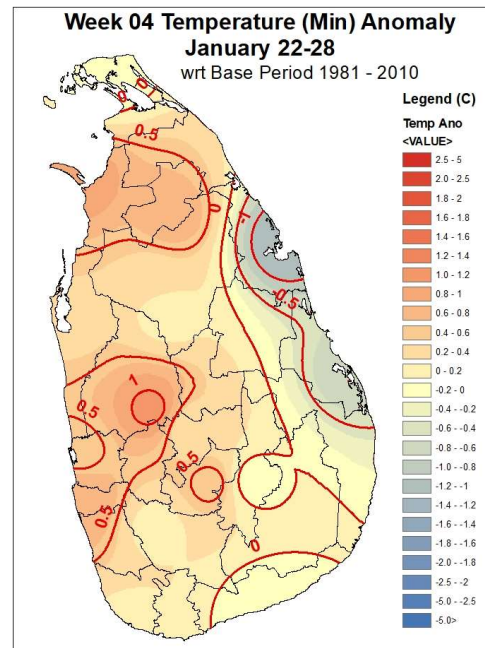 Week 04 Temperature (Min) Anomaly
January 22-28
wrt Base Period 1981 - 2010
Legend (C)
Temp Ano
<VALUE>
2.5 - 5
2.0 - 2.5
1.8 - 2
1.6 - 1.8
1.4 - 1.6
1.2 - 1.4
1.0 - 1.2
0.8 - 1
0.6 - 0.8
0.4 - 0.6
0.2 - 0.4
0 - 0.2
-0.2 - 0
-0.4 - -0.2
-0.6 - -0.4
-0.8 - -0.6
-1.0 - -0.8
-1.2 - -1
-1.4 - -1.2
-1.6 - -1.4
-1.8 - -1.6
-2.0 - -1.8
-2.5 - -2
-5.0 - -2.5
-5.0>
0
0.5
0
-1
-0.5
1
0.5
0.5
0.5
0